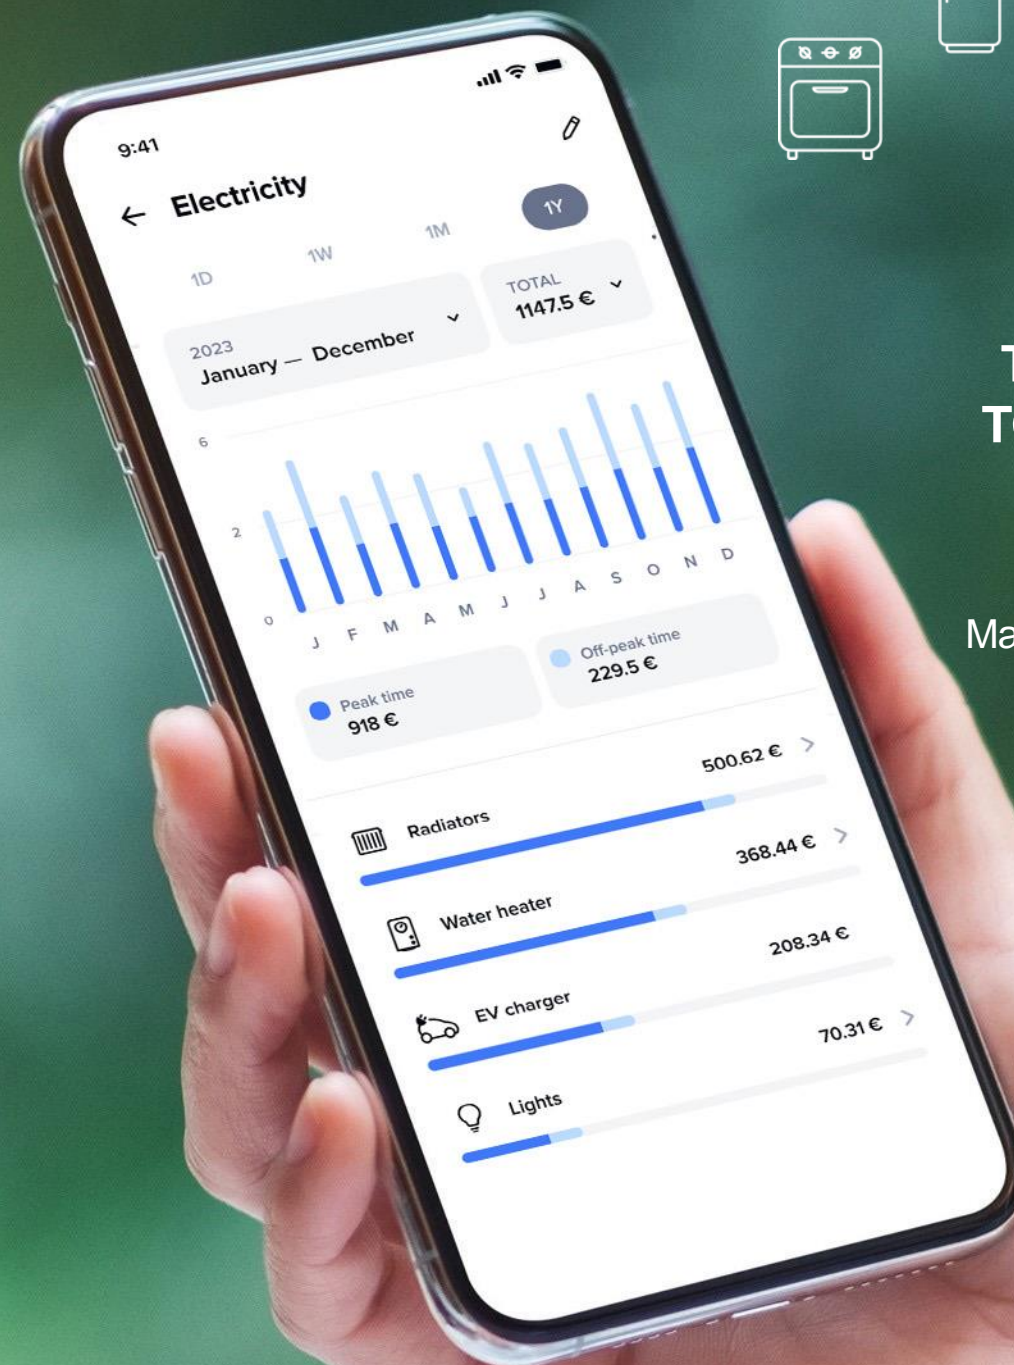 9:41
Electricity
1D 1W 1M 1Y
2023
January — December
TOTAL
1147.5 €
6
2
0
J F M A M J J A S O N D
Peak time
918 €
Off-peak time
229.5 €
Radiators 500.62 €
Water heater 368.44 €
EV charger 208.34 €
Lights 70.31 €